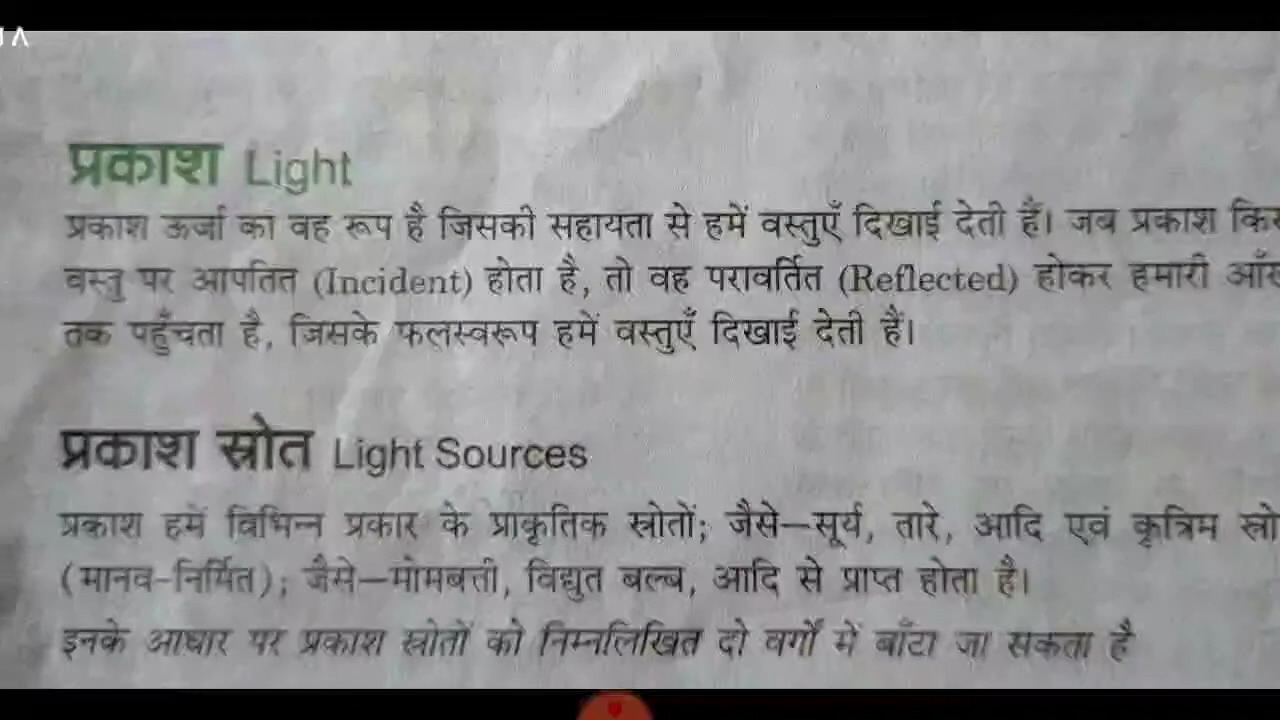 प्रकाश Light
प्रकाश ऊर्जा का वह रूप है जिसकी सहायता से हमें वस्तुएँ दिखाई देती हैं। जब प्रकाश
वस्तु पर आपतित (Incident) होता है, तो वह परावर्तित (Reflected) होकर हमारी
तक पहुँचता है, जिसके फलस्वरूप हमें वस्तुएँ दिखाई देती हैं।
प्रकाश स्रोत Light Sources
प्रकाश हमें विभिन्न प्रकार के प्राकृतिक स्रोतों; जैसे–सूर्य, तारे, आदि एवं कृत्रिम
(मानव-निर्मित); जैसे–मोमबत्ती, विद्युत बल्ब, आदि से प्राप्त होता है।
इनके आधार पर प्रकाश स्रोतों को निम्नलिखित दो वर्गों में बाँटा जा सकता है